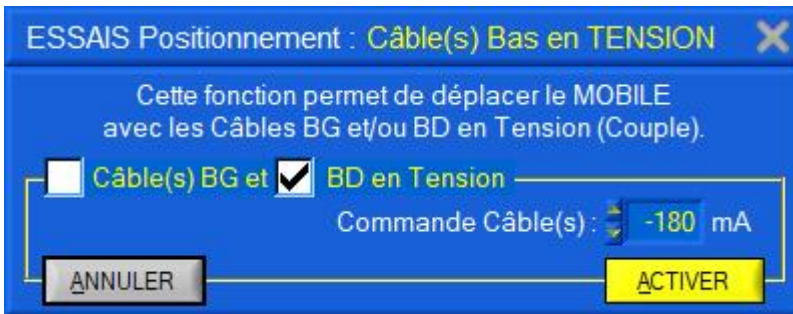 ESSAIS Positionnement : Câble(s) Bas en TENSION
Cette fonction permet de déplacer le MOBILE
avec les Câbles BG et/ou BD en Tension (Couple).
Câble(s) BG et BD en Tension
Commande Câble(s) : -180 mA
ANNULER ACTIVER